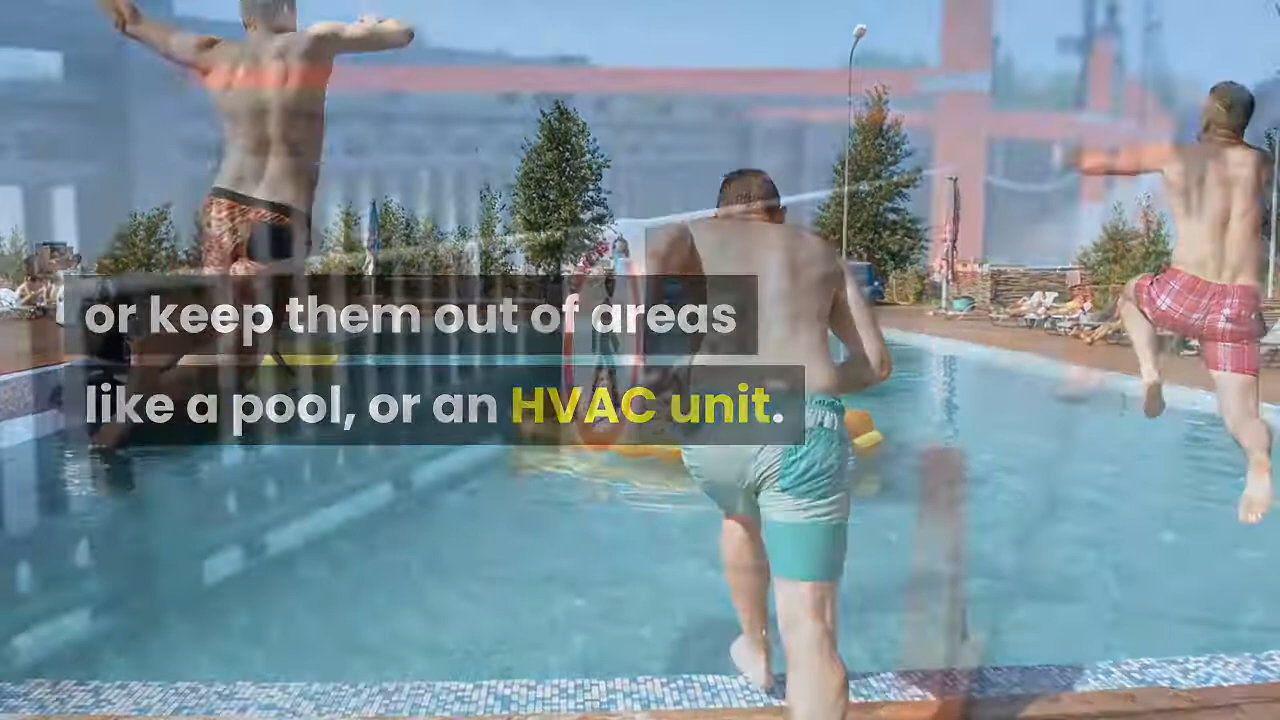 or keep them out of areas
like a pool, or an HVAC unit.